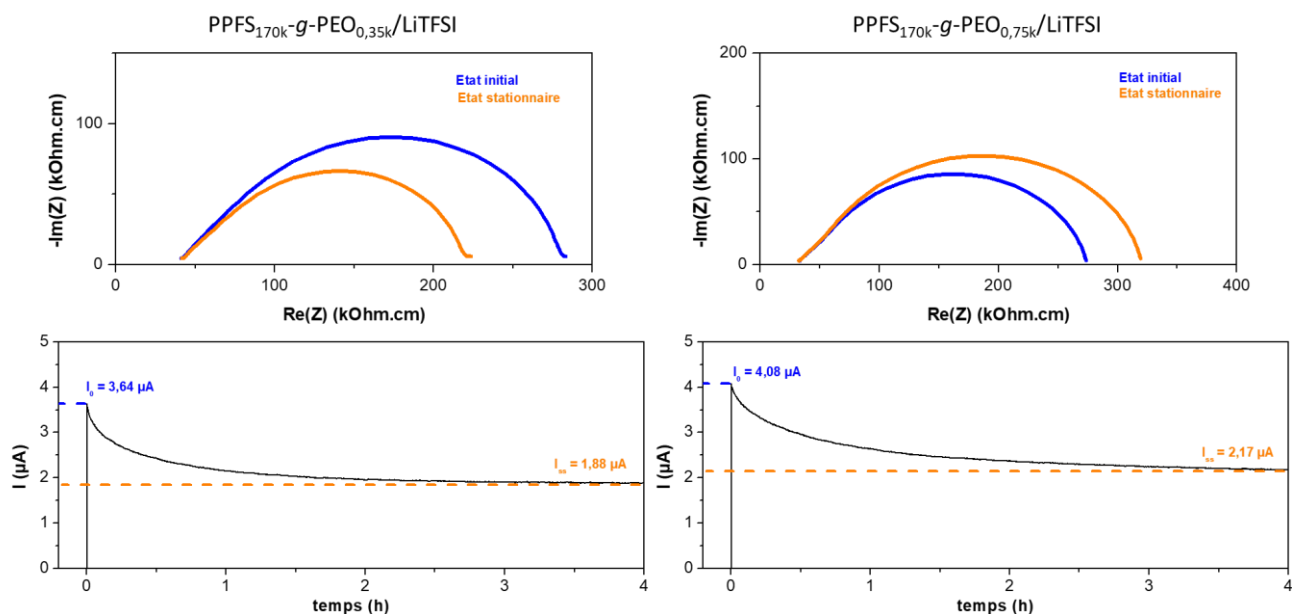 PPFS170k-g-PEO0,35k/LiTFSI
-Im(Z) (kOhm.cm)
100
0
Etat initial
Etat stationnaire
0 100 200 300
Re(Z) (kOhm.cm)
PPFS170k-g-PEO0,75k/LiTFSI
-Im(Z) (kOhm.cm)
200
150
100
50
0
Etat initial
Etat stationnaire
0 100 200 300 400
Re(Z) (kOhm.cm)
I (µA)
5
4
3
2
1
0
I0 = 3,64 µA
Iss = 1,88 µA
0 1 2 3 4
temps (h)
I (µA)
5
4
3
2
1
0
I0 = 4,08 µA
Iss = 2,17 µA
0 1 2 3 4
temps (h)